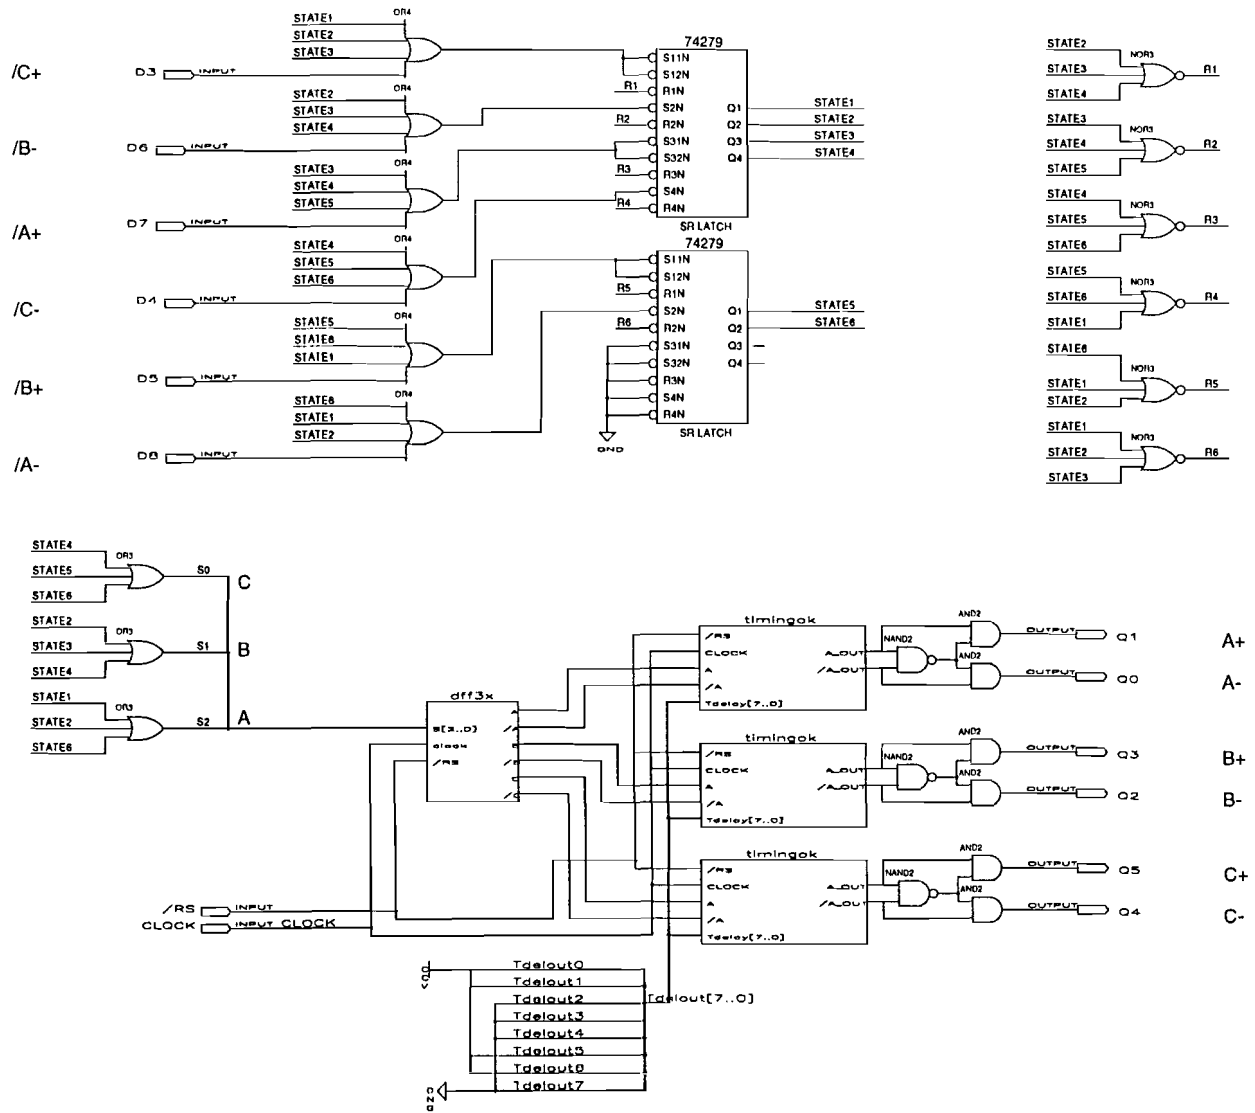 OR4
STATE1
STATE2
STATE3
/C+
D3
INPUT
OR4
STATE2
STATE3
STATE4
/B-
D6
INPUT
OR4
STATE3
STATE4
STATE5
/A+
D7
INPUT
OR4
STATE4
STATE5
STATE6
/C-
D4
INPUT
OR4
STATE5
STATE6
STATE1
/B+
D5
INPUT
OR4
STATE6
STATE1
STATE2
/A-
D8
INPUT
74279
S11N
S12N
R1 R1N
S2N Q1 STATE1
R2 R2N Q2 STATE2
S31N Q3 STATE3
S32N Q4 STATE4
R3 R3N
S4N
R4 R4N
SR LATCH
74279
S11N
S12N
R5 R1N
S2N Q1 STATE5
R6 R2N Q2 STATE6
S31N Q3
S32N Q4
R3N
S4N
R4N
SR LATCH
GND
STATE2
NOR3
STATE3 R1
STATE4
STATE3
NOR3
STATE4 R2
STATE5
STATE4
NOR3
STATE5 R3
STATE6
STATE5
NOR3
STATE6 R4
STATE1
STATE6
NOR3
STATE1 R5
STATE2
STATE1
NOR3
STATE2 R6
STATE3
STATE4
OR3
STATE5 S0 C
STATE6
STATE2
OR3
STATE3 S1 B
STATE4
STATE1
OR3
STATE2 S2 A
STATE6
dff3x
clock
/RS
A
/A
/RS INPUT
CLOCK INPUT CLOCK
timingok
/RS
CLOCK A_OUT
A /A_OUT
/A
Tdelay[7..0]
NAND2
AND2
AND2
OUTPUT Q1 A+
OUTPUT Q0 A-
timingok
/RS
CLOCK A_OUT
A /A_OUT
/A
Tdelay[7..0]
NAND2
AND2
AND2
OUTPUT Q3 B+
OUTPUT Q2 B-
timingok
/RS
CLOCK A_OUT
A /A_OUT
/A
Tdelay[7..0]
NAND2
AND2
AND2
OUTPUT Q5 C+
OUTPUT Q4 C-
Tdelout0
Tdelout1
Tdelout2
Tdelout3
Tdelout4
Tdelout5
Tdelout6
Tdelout7
Tdelout[7..0]
GND